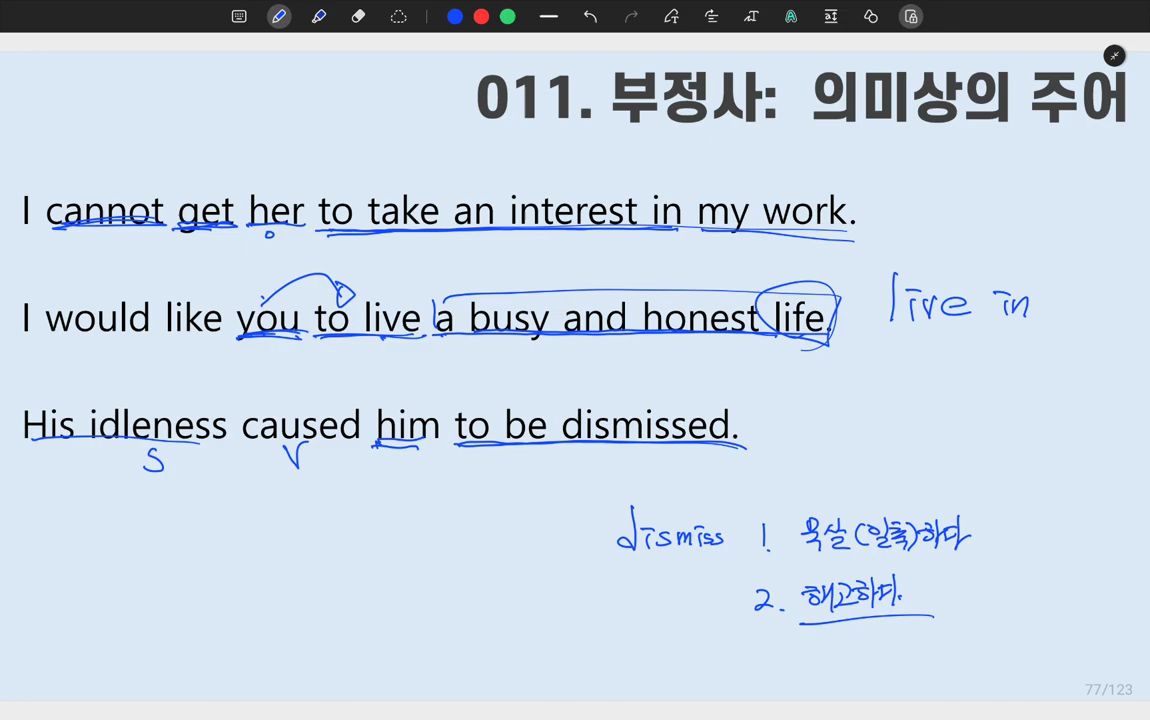 011. 부정사: 의미상의 주어
I cannot get her to take an interest in my work.
o
I would like you to live a busy and honest life. live in
His idleness caused him to be dismissed.
S V
dismiss 1. 묵살(일축)하다
2. 해고하다.
77/123